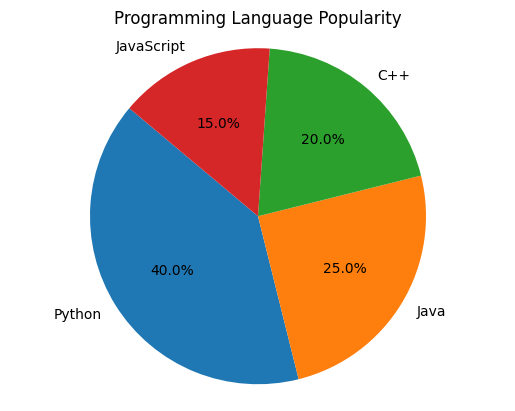 Programming Language Popularity
JavaScript
C++
15.0%
20.0%
40.0%
25.0%
Python
Java